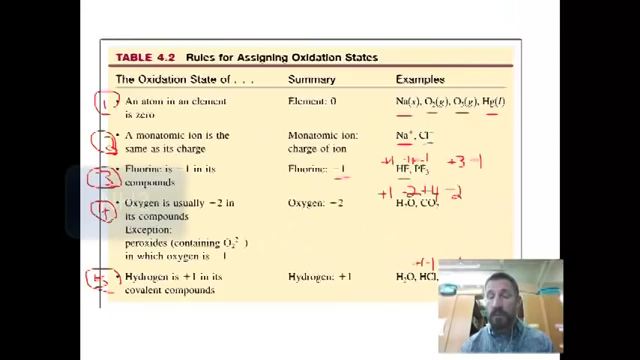 TABLE 4.2 Rules for Assigning Oxidation States
The Oxidation State of . . . Summary Examples
1 • An atom in an element Element: 0 Na(s), O₂(g), O₃(g), Hg(l)
is zero
2 • A monatomic ion is the Monatomic ion: Na⁺, Cl⁻
same as its charge charge of ion
+1 -1 +3 -1
3 • Fluorine is −1 in its Fluorine: −1 HF, PF₃
compounds
+1 -2 +4 -2
4 • Oxygen is usually −2 in Oxygen: −2 H₂O, CO₂
its compounds
Exception:
peroxides (containing O₂²⁻)
in which oxygen is −1
+1 -1
5 • Hydrogen is +1 in its Hydrogen: +1 H₂O, HCl,
covalent compounds